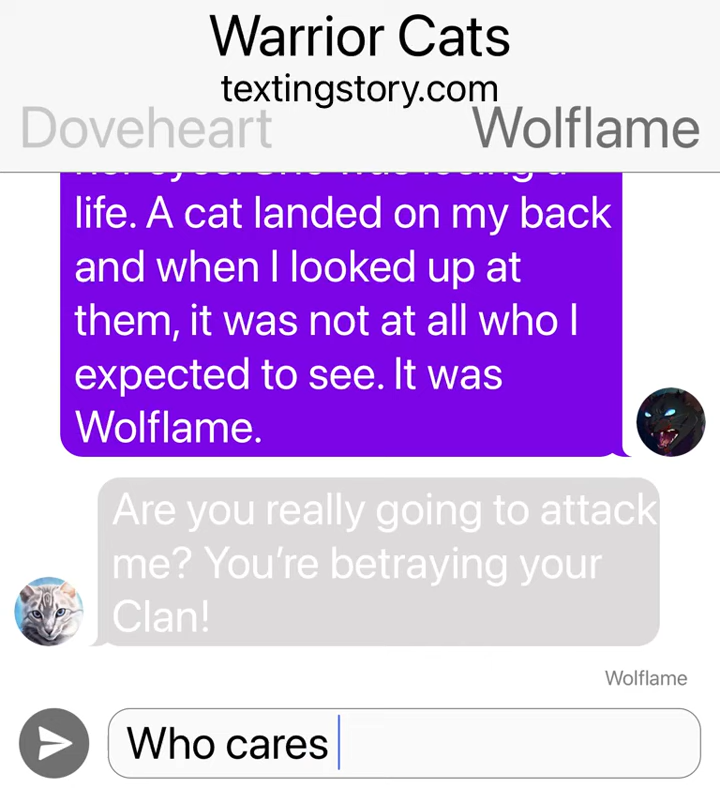 Warrior Cats
textingstory.com
Doveheart Wolflame
life. A cat landed on my back
and when I looked up at
them, it was not at all who I
expected to see. It was
Wolflame.
Are you really going to attack
me? You're betraying your
Clan!
Wolflame
Who cares